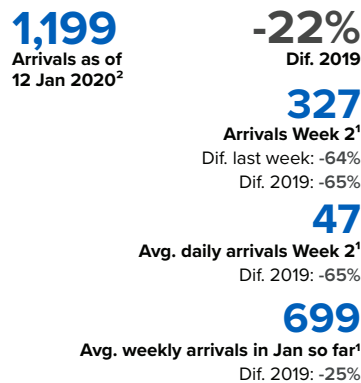 1,199
Arrivals as of
12 Jan 2020²
-22%
Dif. 2019
327
Arrivals Week 2¹
Dif. last week: -64%
Dif. 2019: -65%
47
Avg. daily arrivals Week 2¹
Dif. 2019: -65%
699
Avg. weekly arrivals in Jan so far¹
Dif. 2019: -25%